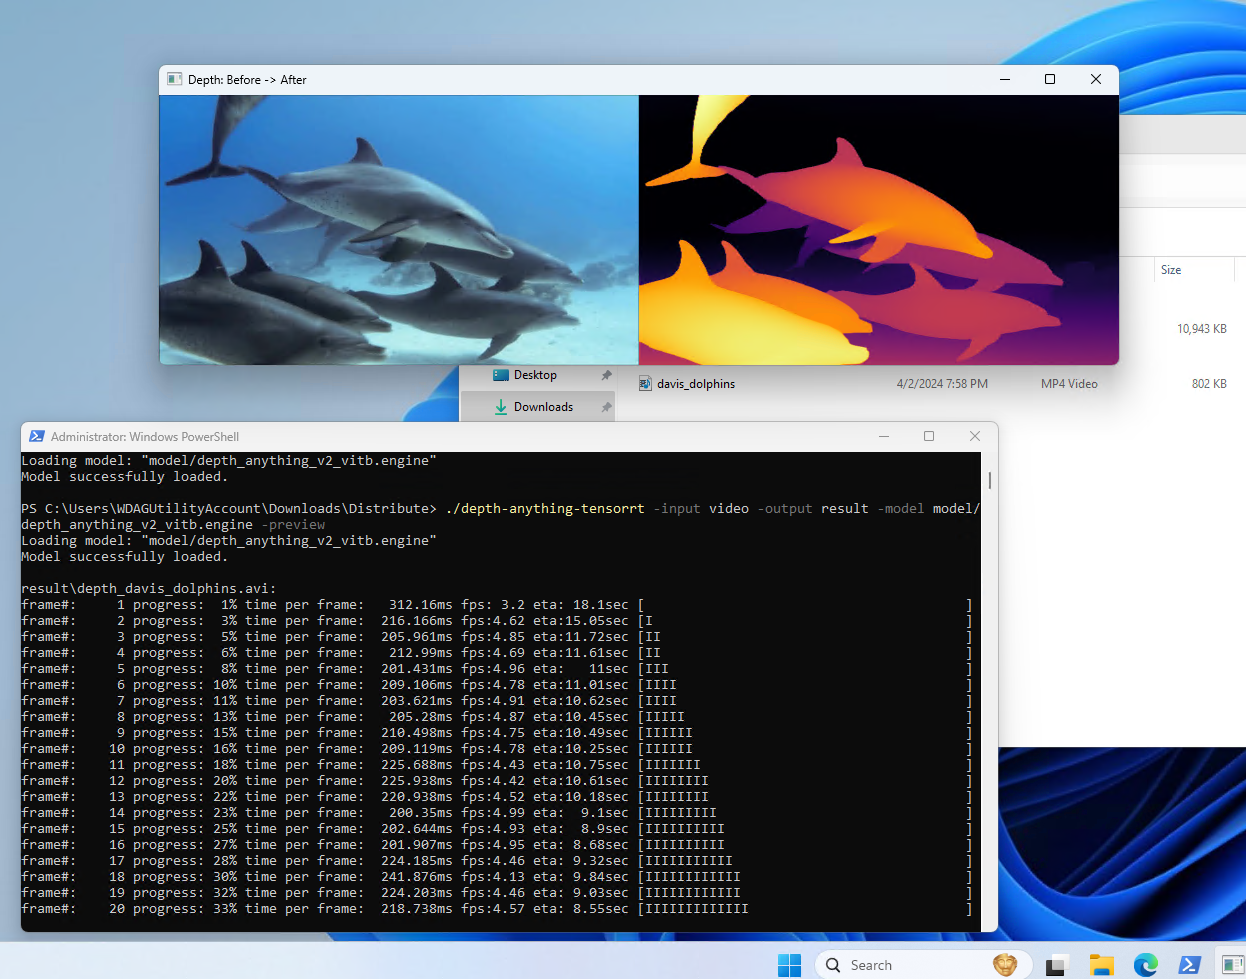 Depth: Before -> After
Size
10,943 KB
Desktop
davis_dolphins 4/2/2024 7:58 PM MP4 Video 802 KB
Downloads
Administrator: Windows PowerShell
Loading model: "model/depth_anything_v2_vitb.engine"
Model successfully loaded.
PS C:\Users\WDAGUtilityAccount\Downloads\Distribute> ./depth-anything-tensorrt -input video -output result -model model/
depth_anything_v2_vitb.engine -preview
Loading model: "model/depth_anything_v2_vitb.engine"
Model successfully loaded.
result\depth_davis_dolphins.avi:
frame#:     1 progress:  1% time per frame:   312.16ms fps: 3.2 eta: 18.1sec [                                        ]
frame#:     2 progress:  3% time per frame:  216.166ms fps:4.62 eta:15.05sec [I                                       ]
frame#:     3 progress:  5% time per frame:  205.961ms fps:4.85 eta:11.72sec [II                                      ]
frame#:     4 progress:  6% time per frame:   212.99ms fps:4.69 eta:11.61sec [II                                      ]
frame#:     5 progress:  8% time per frame:  201.431ms fps:4.96 eta:   11sec [III                                     ]
frame#:     6 progress: 10% time per frame:  209.106ms fps:4.78 eta:11.01sec [IIII                                    ]
frame#:     7 progress: 11% time per frame:  203.621ms fps:4.91 eta:10.62sec [IIII                                    ]
frame#:     8 progress: 13% time per frame:   205.28ms fps:4.87 eta:10.45sec [IIIII                                   ]
frame#:     9 progress: 15% time per frame:  210.498ms fps:4.75 eta:10.49sec [IIIIII                                  ]
frame#:    10 progress: 16% time per frame:  209.119ms fps:4.78 eta:10.25sec [IIIIII                                  ]
frame#:    11 progress: 18% time per frame:  225.688ms fps:4.43 eta:10.75sec [IIIIIII                                 ]
frame#:    12 progress: 20% time per frame:  225.938ms fps:4.42 eta:10.61sec [IIIIIIII                                ]
frame#:    13 progress: 22% time per frame:  220.938ms fps:4.52 eta:10.18sec [IIIIIIII                                ]
frame#:    14 progress: 23% time per frame:   200.35ms fps:4.99 eta:  9.1sec [IIIIIIIII                               ]
frame#:    15 progress: 25% time per frame:  202.644ms fps:4.93 eta:  8.9sec [IIIIIIIIII                              ]
frame#:    16 progress: 27% time per frame:  201.907ms fps:4.95 eta: 8.68sec [IIIIIIIIII                              ]
frame#:    17 progress: 28% time per frame:  224.185ms fps:4.46 eta: 9.32sec [IIIIIIIIIII                             ]
frame#:    18 progress: 30% time per frame:  241.876ms fps:4.13 eta: 9.84sec [IIIIIIIIIIII                            ]
frame#:    19 progress: 32% time per frame:  224.203ms fps:4.46 eta: 9.03sec [IIIIIIIIIIII                            ]
frame#:    20 progress: 33% time per frame:  218.738ms fps:4.57 eta: 8.55sec [IIIIIIIIIIIII                           ]
Search